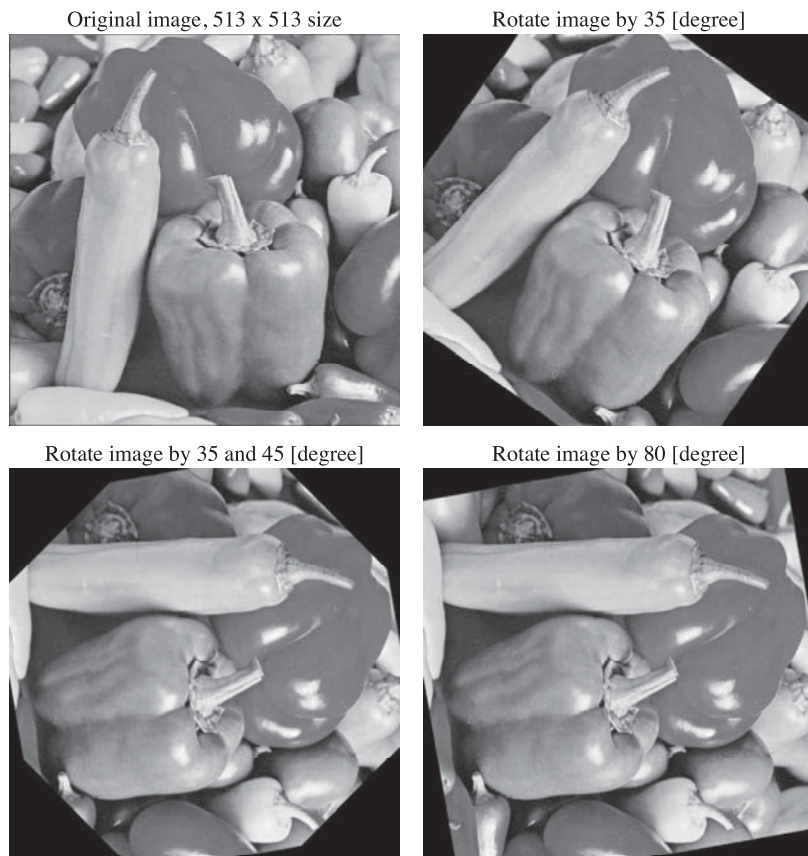 Original image, 513 x 513 size
Rotate image by 35 [degree]
Rotate image by 35 and 45 [degree]
Rotate image by 80 [degree]